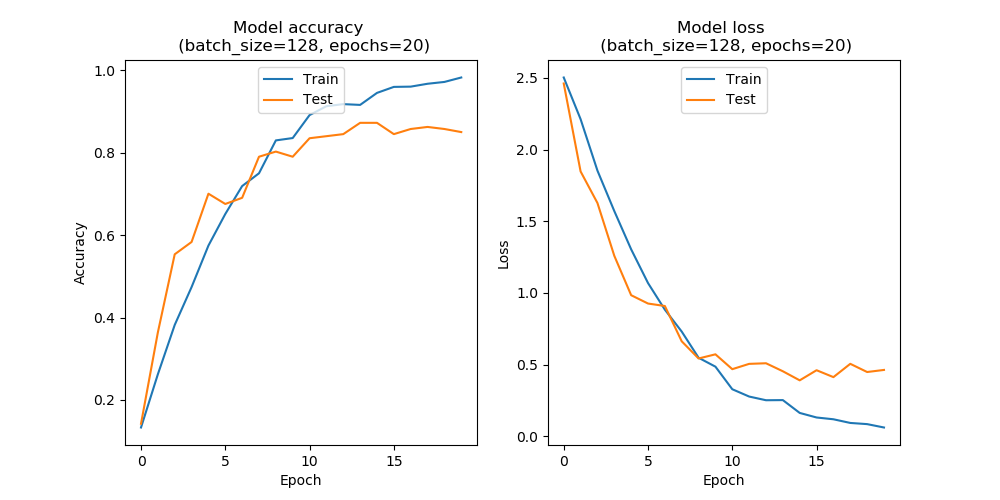 Model accuracy
(batch_size=128, epochs=20)
1.0
0.8
0.6
0.4
0.2
Accuracy
Train
Test
0 5 10 15
Epoch
Model loss
(batch_size=128, epochs=20)
2.5
2.0
1.5
1.0
0.5
0.0
Loss
Train
Test
0 5 10 15
Epoch